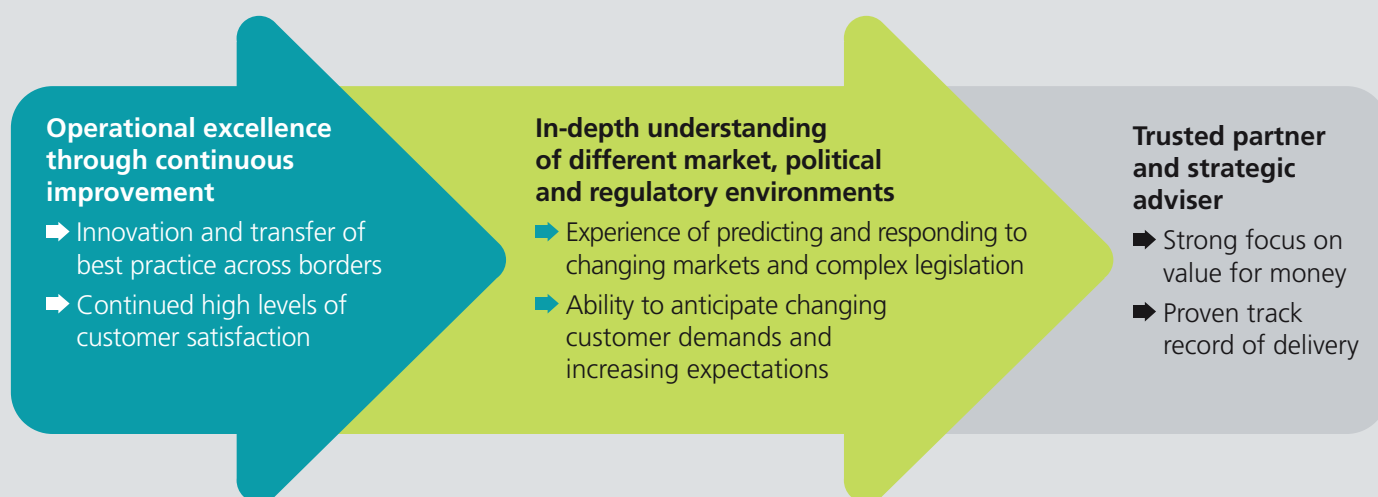 Operational excellence
through continuous
improvement
Innovation and transfer of
best practice across borders
Continued high levels of
customer satisfaction
In-depth understanding
of different market, political
and regulatory environments
Experience of predicting and responding to
changing markets and complex legislation
Ability to anticipate changing
customer demands and
increasing expectations
Trusted partner
and strategic
adviser
Strong focus on
value for money
Proven track
record of delivery